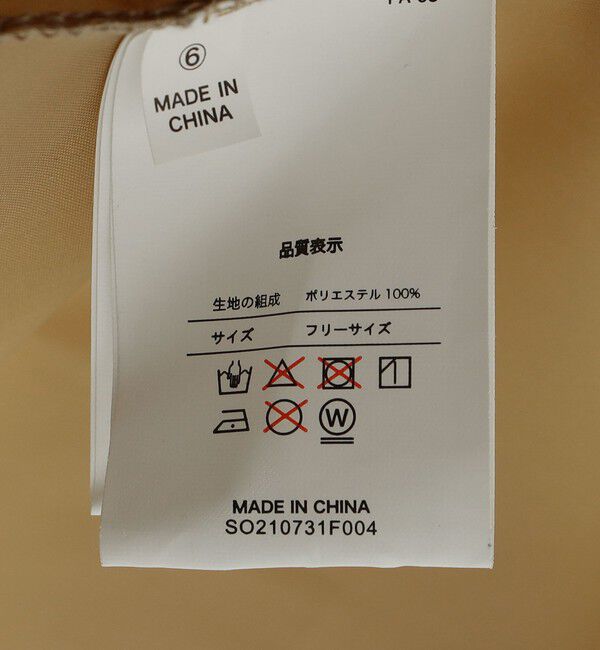 ⑥
MADE IN
CHINA
品質表示
生地の組成 ポリエステル 100%
サイズ フリーサイズ
W
MADE IN CHINA
SO210731F004